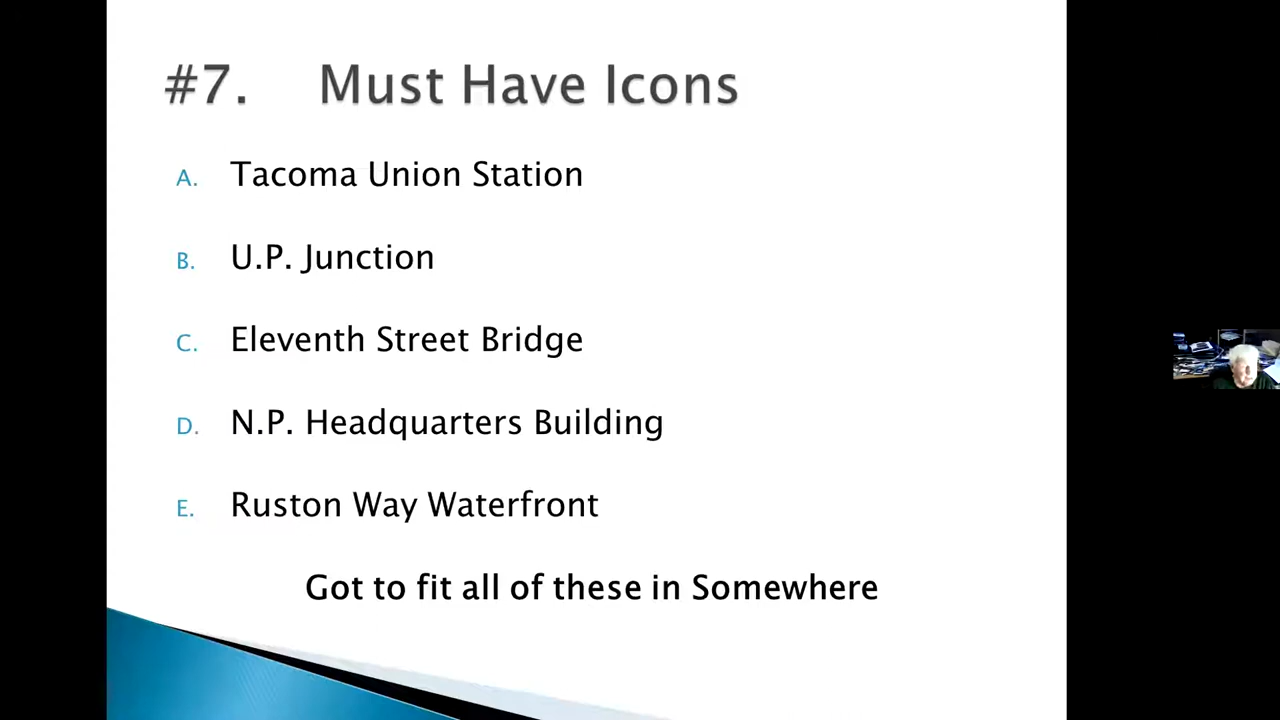 #7. Must Have Icons
A. Tacoma Union Station
B. U.P. Junction
C. Eleventh Street Bridge
D. N.P. Headquarters Building
E. Ruston Way Waterfront
Got to fit all of these in Somewhere